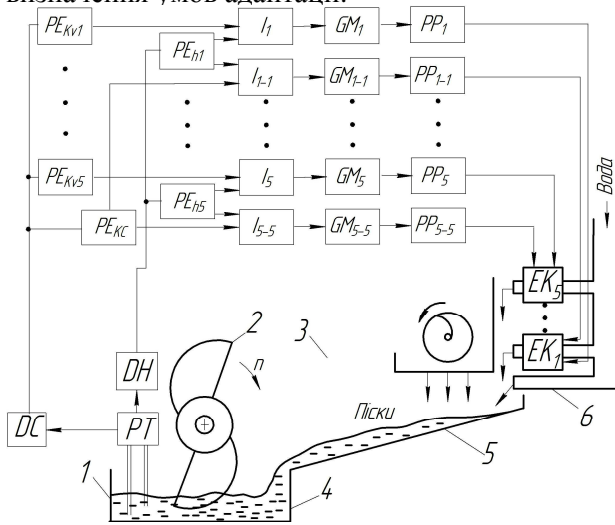 визначення умов адаптації.
PE_Kv1 I_1 GM_1 PP_1
PE_h1
I_1-1 GM_1-1 PP_1-1
PE_Kv5 I_5 GM_5 PP_5
PE_h5
PE_KC I_5-5 GM_5-5 PP_5-5
Вода
EK_5
2 3
n
EK_1
DH
6
DC PT Піски
5
1 4